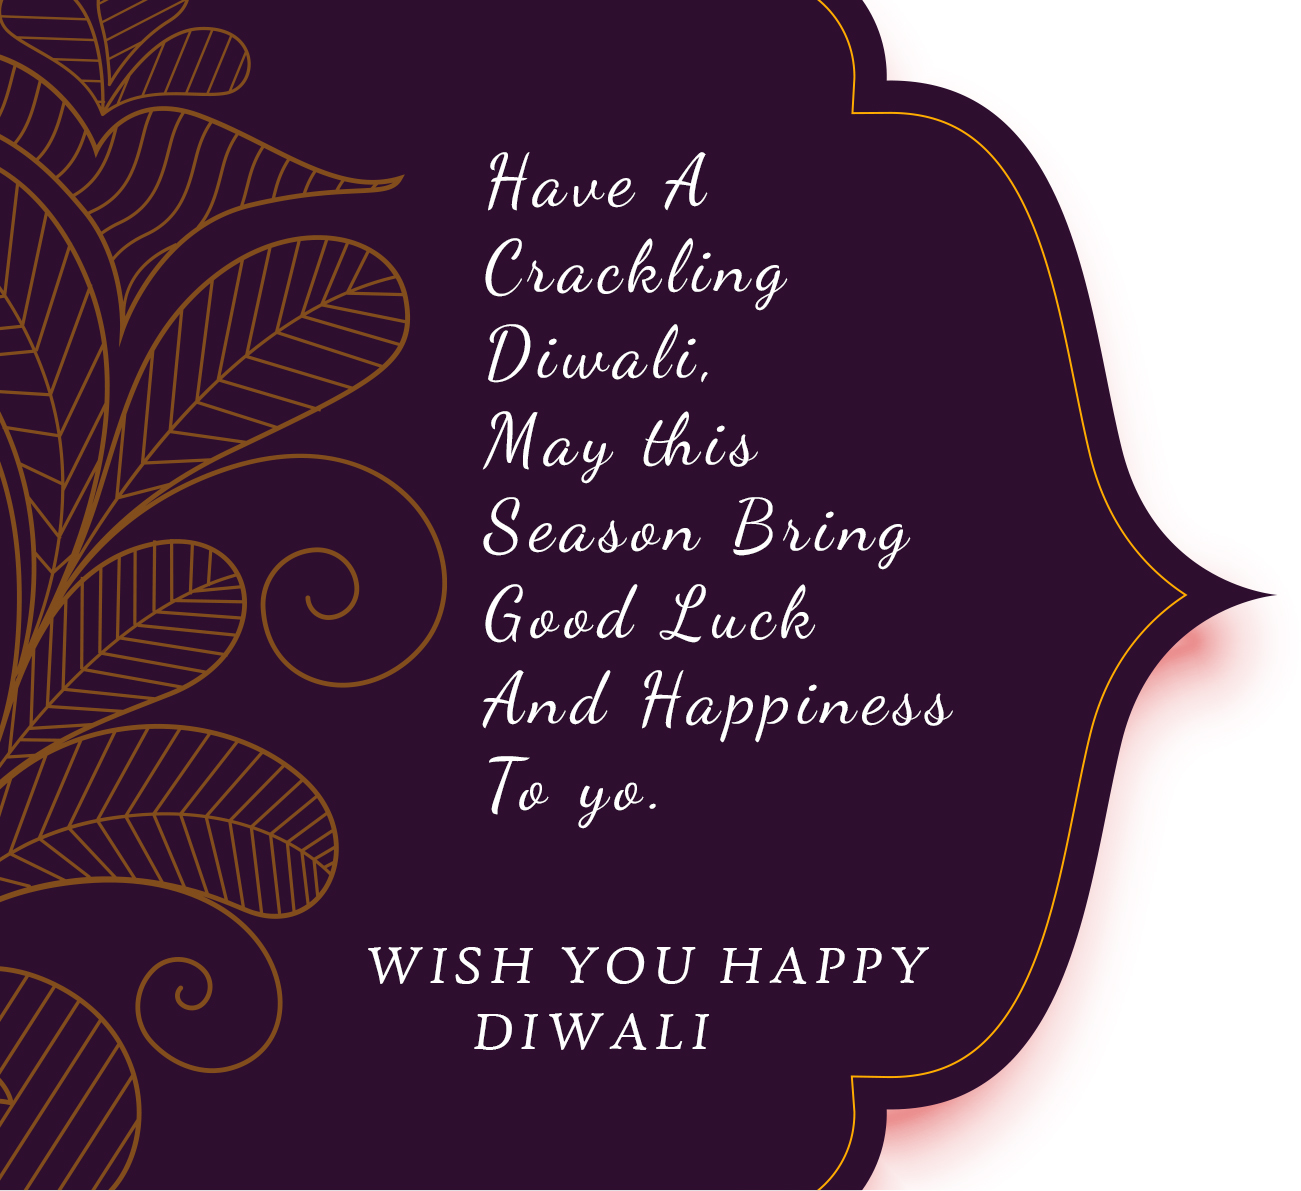 Have A
Crackling
Diwali,
May this
Season Bring
Good Luck
And Happiness
To yo.
WISH YOU HAPPY
DIWALI